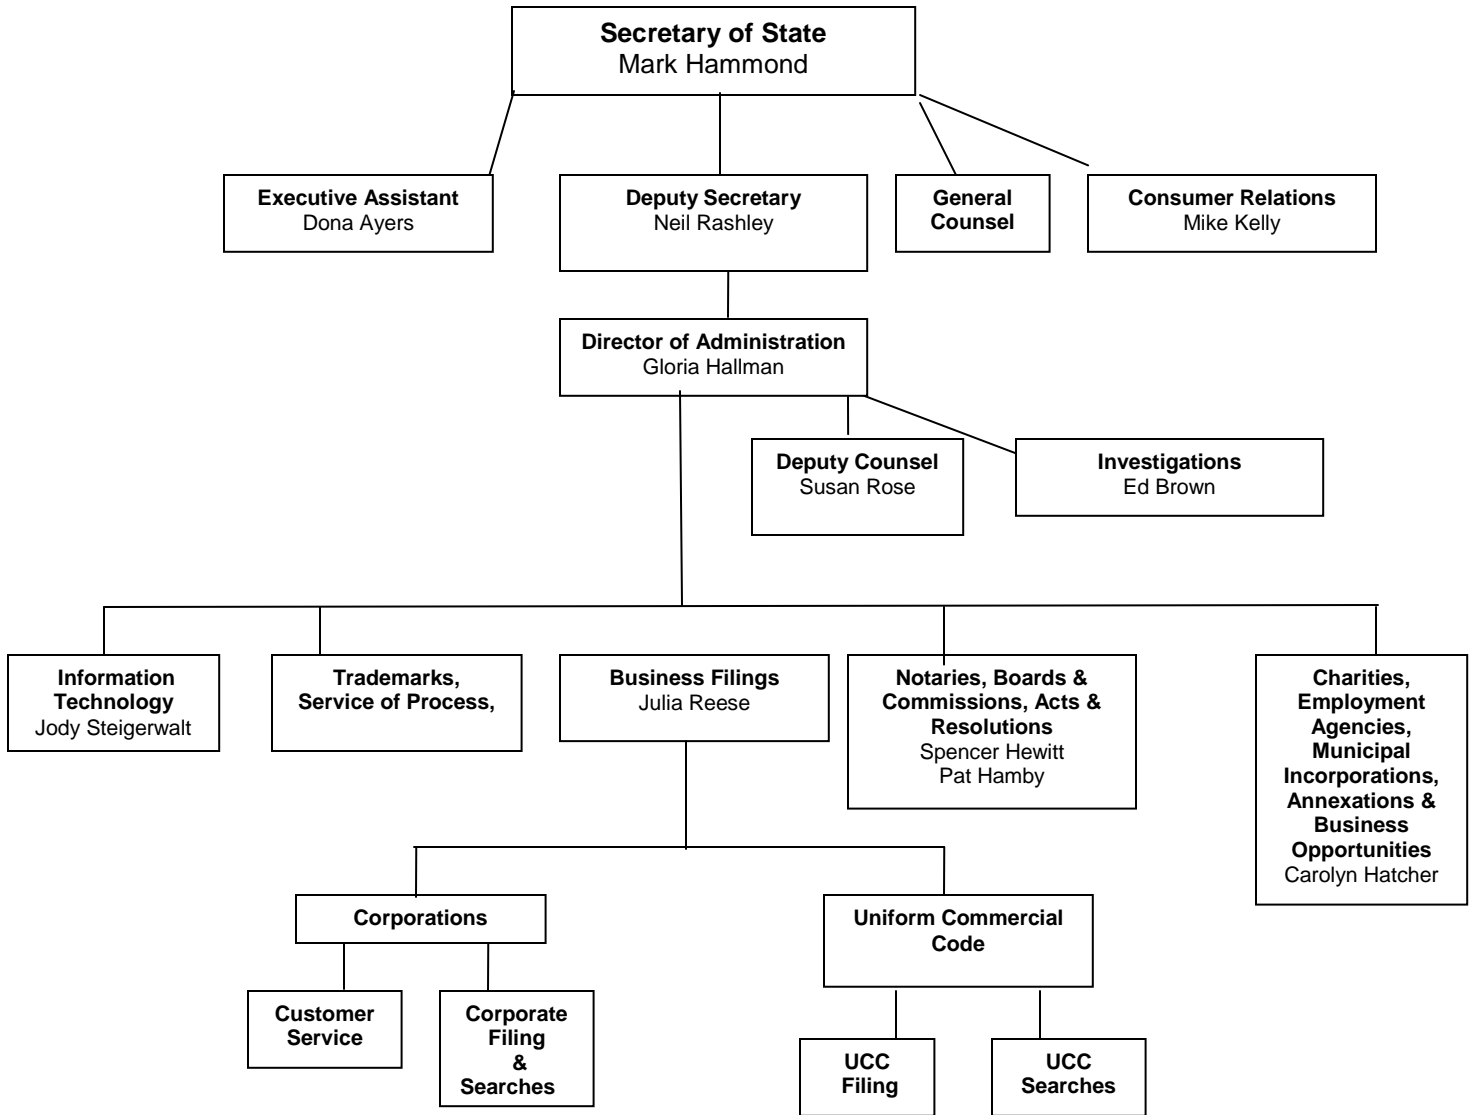 Secretary of State
Mark Hammond
Executive Assistant
Dona Ayers
Deputy Secretary
Neil Rashley
General
Counsel
Consumer Relations
Mike Kelly
Director of Administration
Gloria Hallman
Deputy Counsel
Susan Rose
Investigations
Ed Brown
Information
Technology
Jody Steigerwalt
Trademarks,
Service of Process,
Business Filings
Julia Reese
Notaries, Boards &
Commissions, Acts &
Resolutions
Spencer Hewitt
Pat Hamby
Charities,
Employment
Agencies,
Municipal
Incorporations,
Annexations &
Business
Opportunities
Carolyn Hatcher
Corporations
Uniform Commercial
Code
Customer
Service
Corporate
Filing
&
Searches
UCC
Filing
UCC
Searches